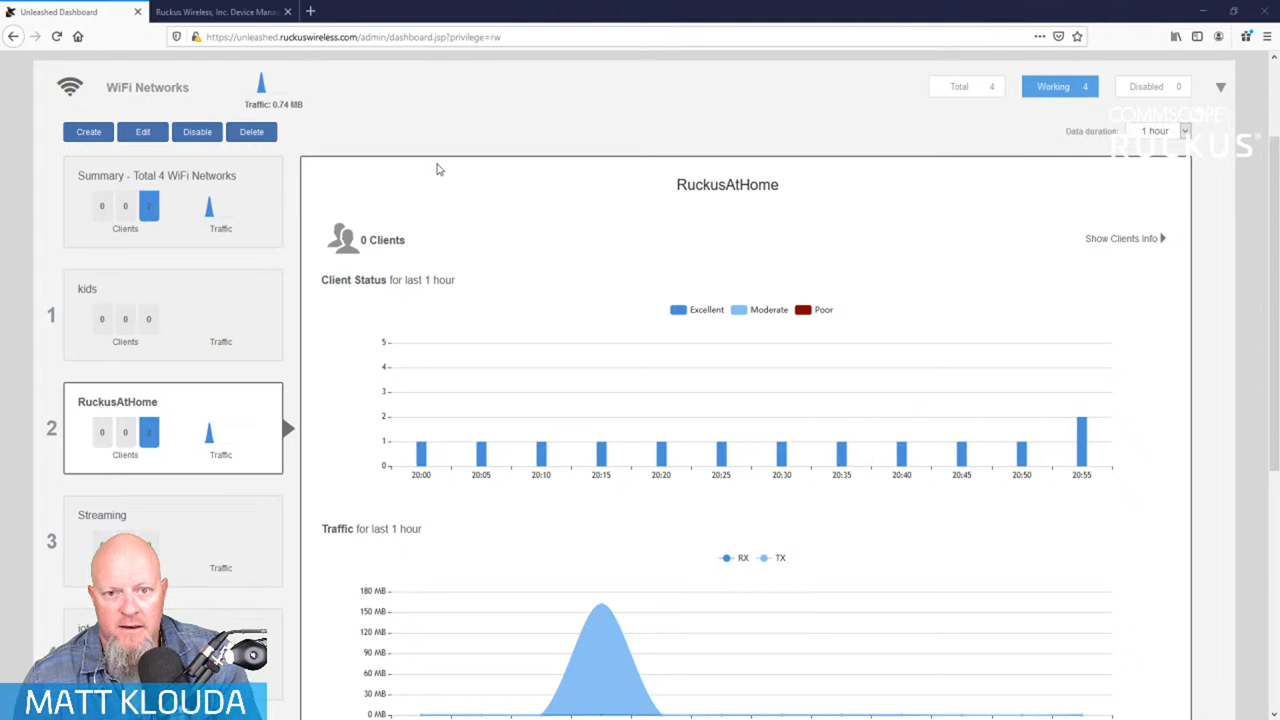 Unleashed Dashboard
Ruckus Wireless, Inc. Device Mana
https://unleashed.ruckuswireless.com/admin/dashboard.jsp?privilege=rw
WiFi Networks
Traffic: 0.74 MB
Total 4
Working 4
Disabled 0
COMMSCOPE
RUCKUS
Create
Edit
Disable
Delete
Data duration:
1 hour
Summary - Total 4 WiFi Networks
0 0 2
Clients
Traffic
1
kids
0 0 0
Clients
Traffic
2
RuckusAtHome
0 0 2
Clients
Traffic
3
Streaming
Traffic
RuckusAtHome
0 Clients
Show Clients Info
Client Status for last 1 hour
Excellent
Moderate
Poor
5
4
3
2
1
0
20:00 20:05 20:10 20:15 20:20 20:25 20:30 20:35 20:40 20:45 20:50 20:55
Traffic for last 1 hour
RX
TX
180 MB
150 MB
120 MB
90 MB
60 MB
30 MB
0 MB
MATT KLOUDA